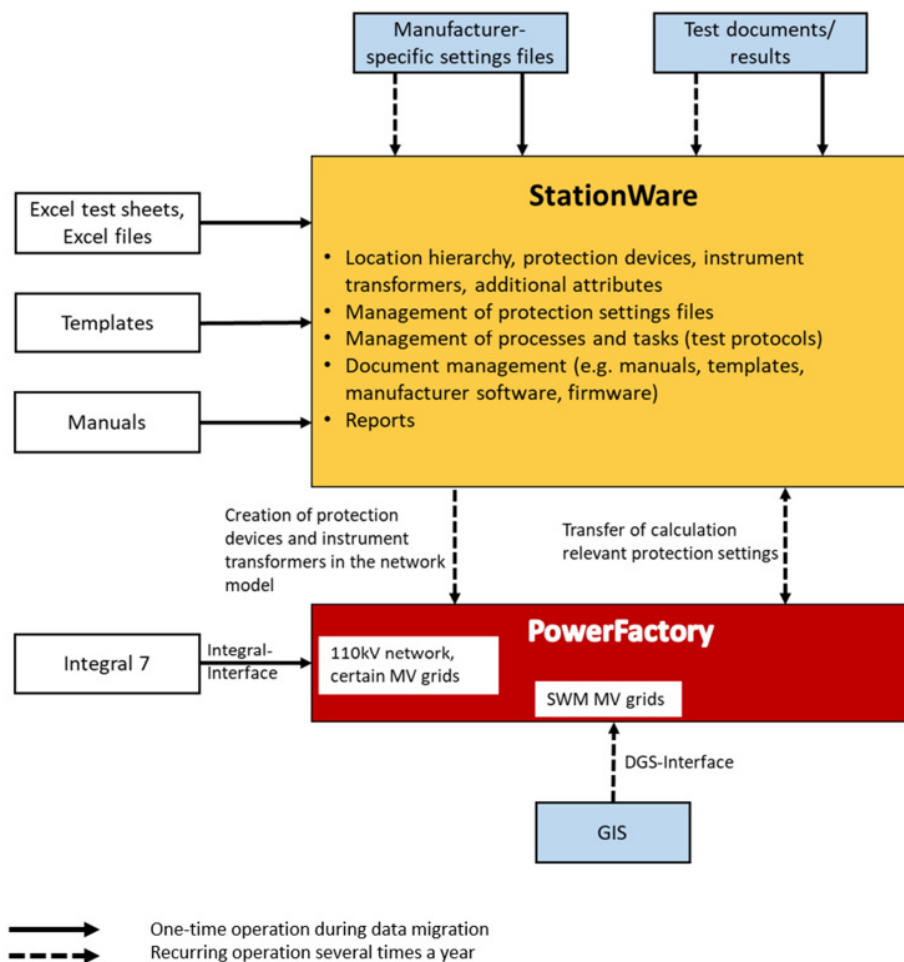 Manufacturer-
specific settings files
Test documents/
results
StationWare
Excel test sheets,
Excel files
Templates
Manuals
• Location hierarchy, protection devices, instrument
transformers, additional attributes
• Management of protection settings files
• Management of processes and tasks (test protocols)
• Document management (e.g. manuals, templates,
manufacturer software, firmware)
• Reports
Creation of protection
devices and instrument
transformers in the network
model
Transfer of calculation
relevant protection settings
PowerFactory
Integral 7
Integral-
Interface
110kV network,
certain MV grids
SWM MV grids
DGS-Interface
GIS
One-time operation during data migration
Recurring operation several times a year